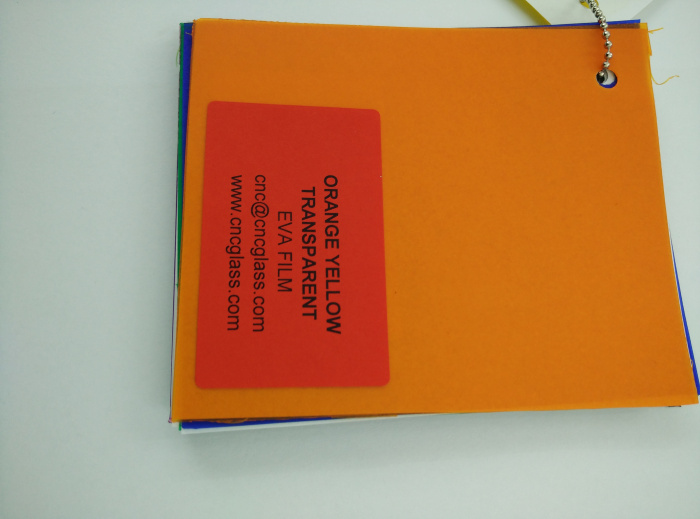 ORANGE YELLOW
TRANSPARENT
EVA FILM
cnc@cncglass.com
www.cncglass.com